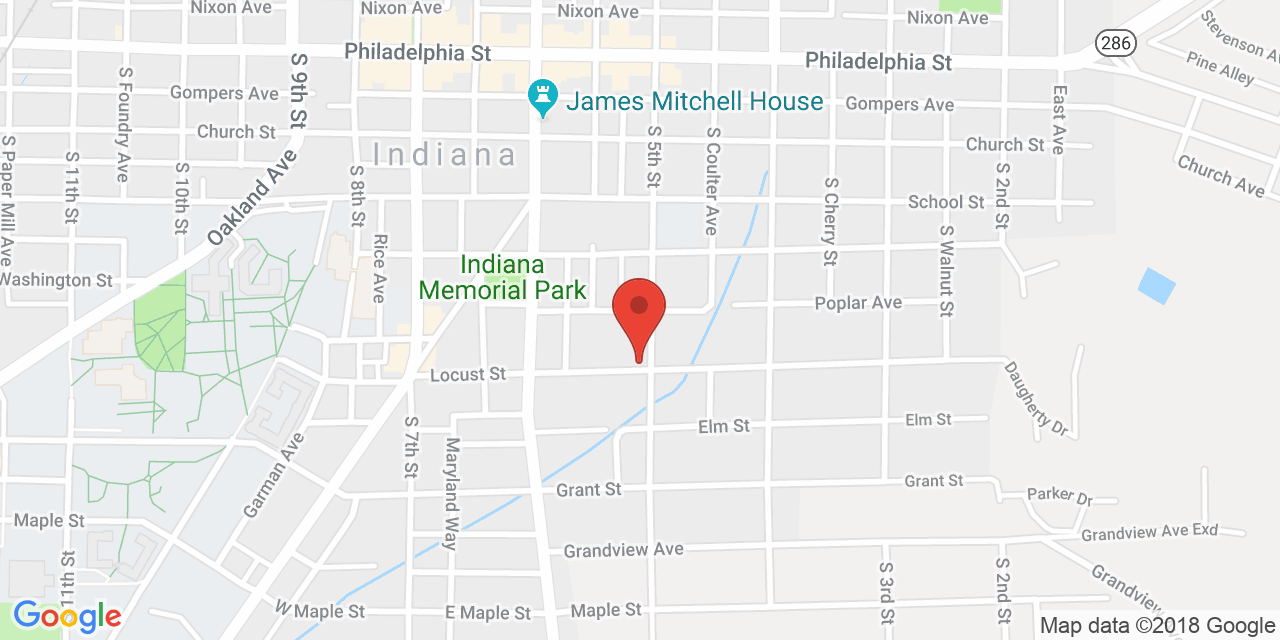 Nixon Ave
Nixon Ave
Nixon Ave
Nixon Ave
Stevenson Av
286
Philadelphia St
Philadelphia St
Pine Alley
S 9th St
S Foundry Ave
Gompers Ave
James Mitchell House
Gompers Ave
East Ave
Church St
S 5th St
S Coulter Ave
Church St
Indiana
Church Ave
S Paper Mill Ave
S 11th St
S 10th St
Oakland Ave
S 8th St
S Cherry St
School St
S 2nd St
Rice Ave
S Walnut St
Indiana
Memorial Park
Washington St
Poplar Ave
Locust St
Daugherty Dr
S 7th St
Maryland Way
Elm St
Elm St
Garman Ave
Grant St
Grant St
Parker Dr
Maple St
Grandview Ave Exd
Grandview Ave
11th St
S 3rd St
S 2nd St
Grandview
W Maple St
E Maple St
Maple St
Google
Map data ©2018 Google